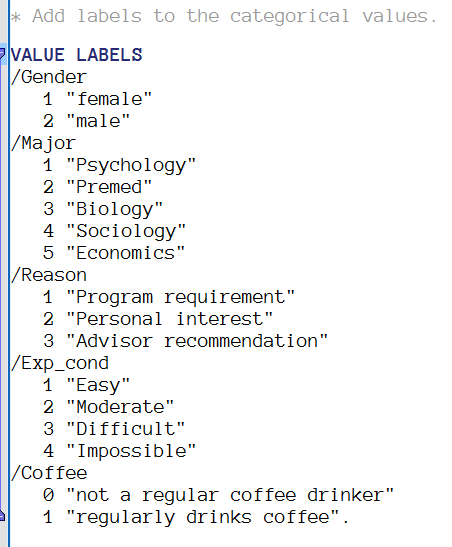 * Add labels to the categorical values.
VALUE LABELS
/Gender
1 "female"
2 "male"
/Major
1 "Psychology"
2 "Premed"
3 "Biology"
4 "Sociology"
5 "Economics"
/Reason
1 "Program requirement"
2 "Personal interest"
3 "Advisor recommendation"
/Exp_cond
1 "Easy"
2 "Moderate"
3 "Difficult"
4 "Impossible"
/Coffee
0 "not a regular coffee drinker"
1 "regularly drinks coffee".